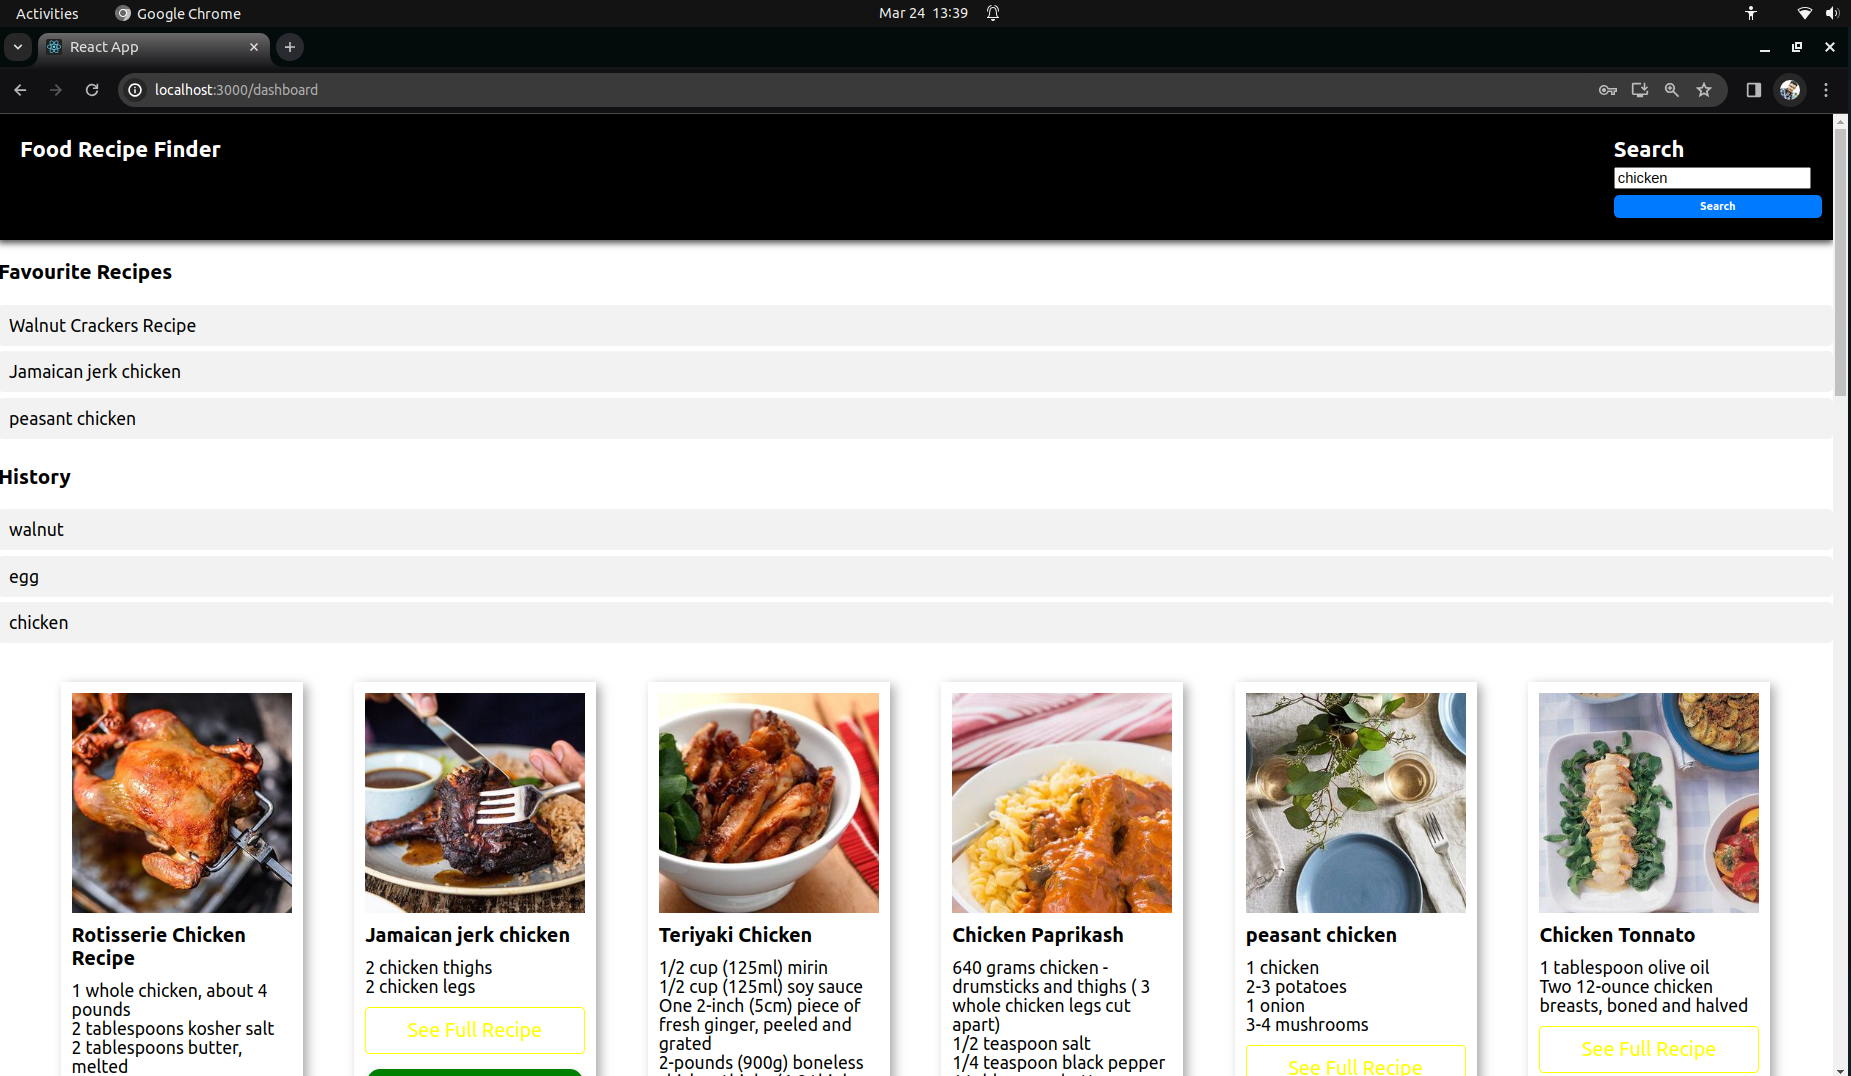 Activities
Google Chrome
Mar 24 13:39
React App
localhost:3000/dashboard
Food Recipe Finder
Search
chicken
Search
Favourite Recipes
Walnut Crackers Recipe
Jamaican jerk chicken
peasant chicken
History
walnut
egg
chicken
Rotisserie Chicken
Recipe
1 whole chicken, about 4
pounds
2 tablespoons kosher salt
2 tablespoons butter,
melted
Jamaican jerk chicken
2 chicken thighs
2 chicken legs
See Full Recipe
Teriyaki Chicken
1/2 cup (125ml) mirin
1/2 cup (125ml) soy sauce
One 2-inch (5cm) piece of
fresh ginger, peeled and
grated
2-pounds (900g) boneless
Chicken Paprikash
640 grams chicken -
drumsticks and thighs ( 3
whole chicken legs cut
apart)
1/2 teaspoon salt
1/4 teaspoon black pepper
peasant chicken
1 chicken
2-3 potatoes
1 onion
3-4 mushrooms
See Full Recipe
Chicken Tonnato
1 tablespoon olive oil
Two 12-ounce chicken
breasts, boned and halved
See Full Recipe